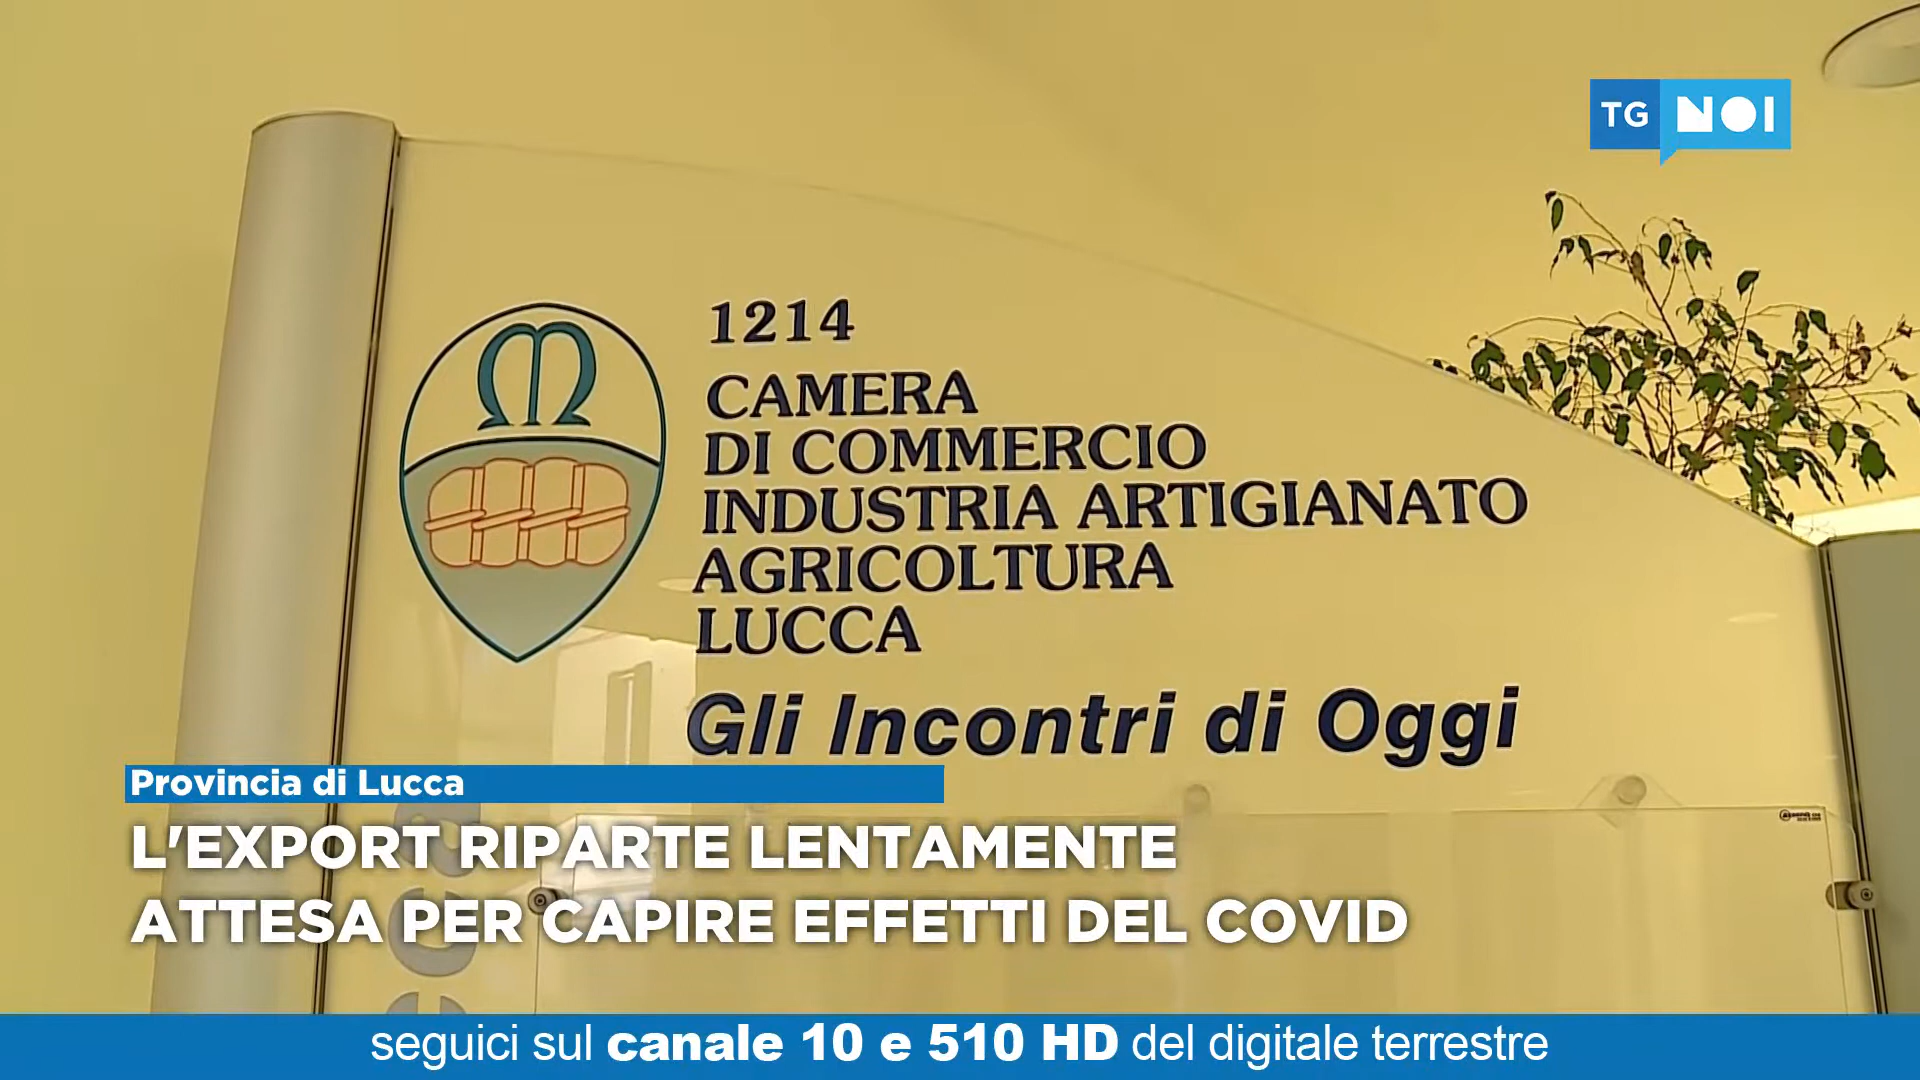 TG NOI
1214
CAMERA
DI COMMERCIO
INDUSTRIA ARTIGIANATO
AGRICOLTURA
LUCCA
Gli Incontri di Oggi
Provincia di Lucca
L'EXPORT RIPARTE LENTAMENTE
ATTESA PER CAPIRE EFFETTI DEL COVID
seguici sul canale 10 e 510 HD del digitale terrestre